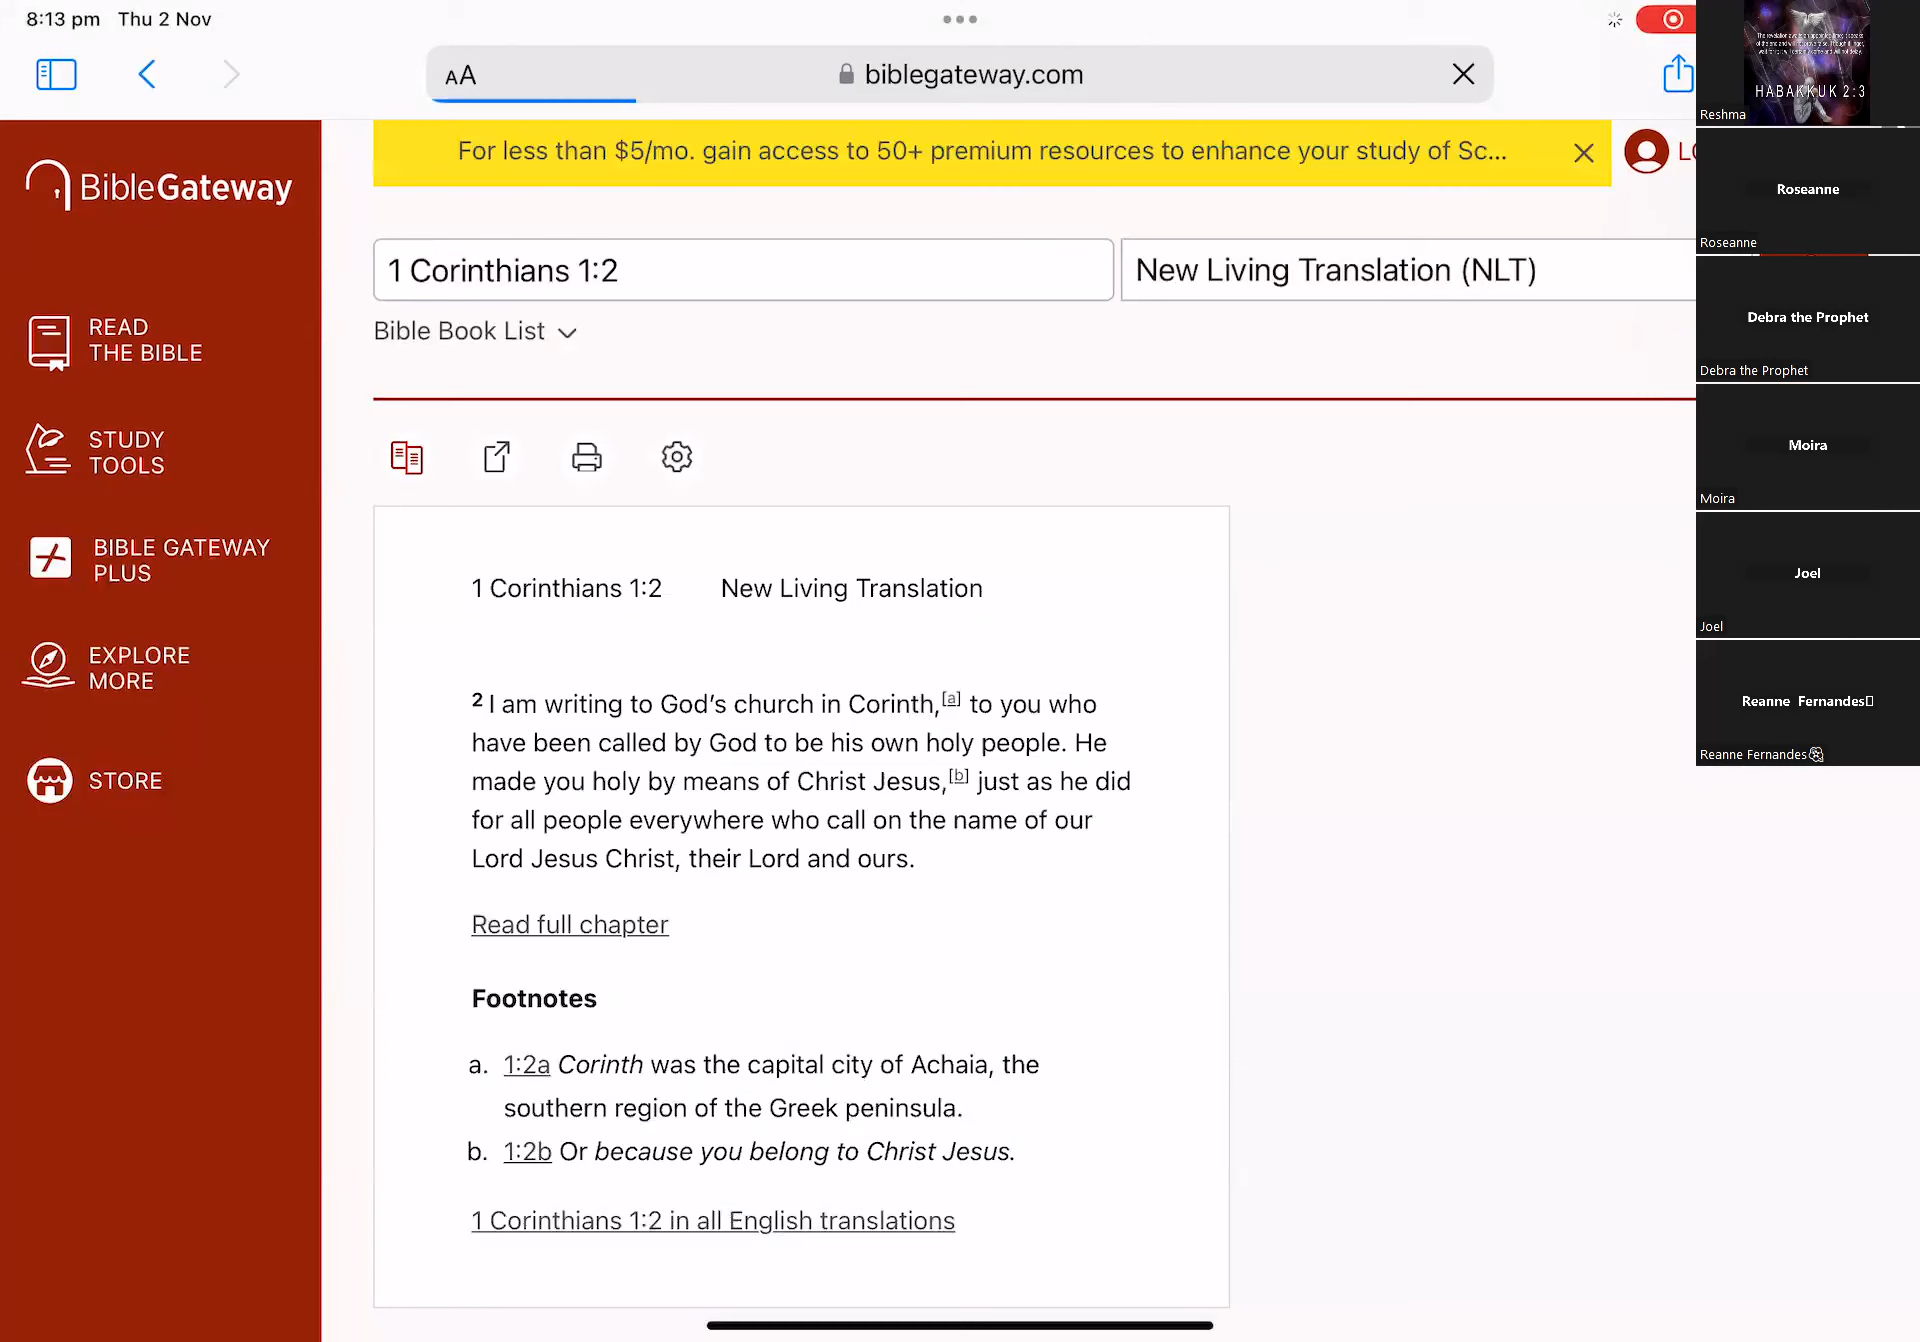 8:13 pm Thu 2 Nov
AA
biblegateway.com
BibleGateway
READ
THE BIBLE
STUDY
TOOLS
BIBLE GATEWAY
PLUS
EXPLORE
MORE
STORE
For less than $5/mo. gain access to 50+ premium resources to enhance your study of Sc...
1 Corinthians 1:2
New Living Translation (NLT)
Bible Book List
1 Corinthians 1:2 New Living Translation
2 I am writing to God's church in Corinth,[a] to you who
have been called by God to be his own holy people. He
made you holy by means of Christ Jesus,[b] just as he did
for all people everywhere who call on the name of our
Lord Jesus Christ, their Lord and ours.
Read full chapter
Footnotes
a. 1:2a Corinth was the capital city of Achaia, the
southern region of the Greek peninsula.
b. 1:2b Or because you belong to Christ Jesus.
1 Corinthians 1:2 in all English translations
HABAKKUK 2:3
Reshma
Roseanne
Roseanne
Debra the Prophet
Debra the Prophet
Moira
Moira
Joel
Joel
Reanne Fernandes
Reanne Fernandes